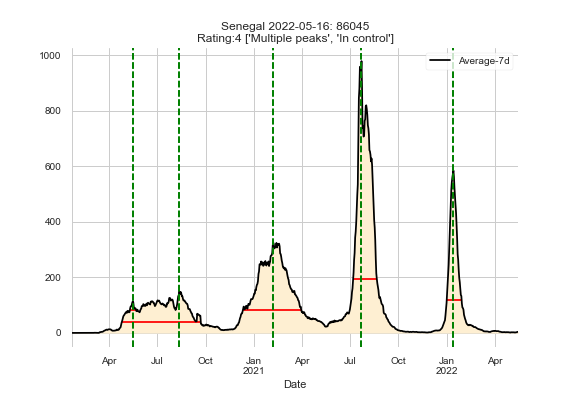 Senegal 2022-05-16: 86045
Rating:4 ['Multiple peaks', 'In control']
Average-7d
1000
800
600
400
200
0
Apr Jul Oct Jan Apr Jul Oct Jan Apr
2021 2022
Date